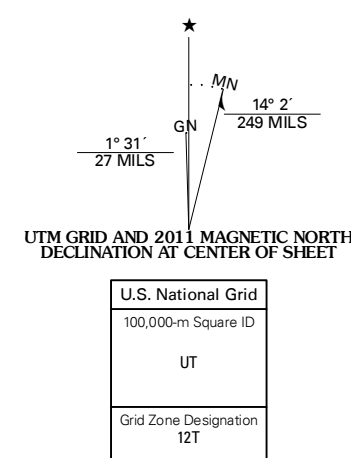 ★
MN
GN
14° 2´
249 MILS
1° 31´
27 MILS
UTM GRID AND 2011 MAGNETIC NORTH
DECLINATION AT CENTER OF SHEET
U.S. National Grid
100,000-m Square ID
UT
Grid Zone Designation
12T